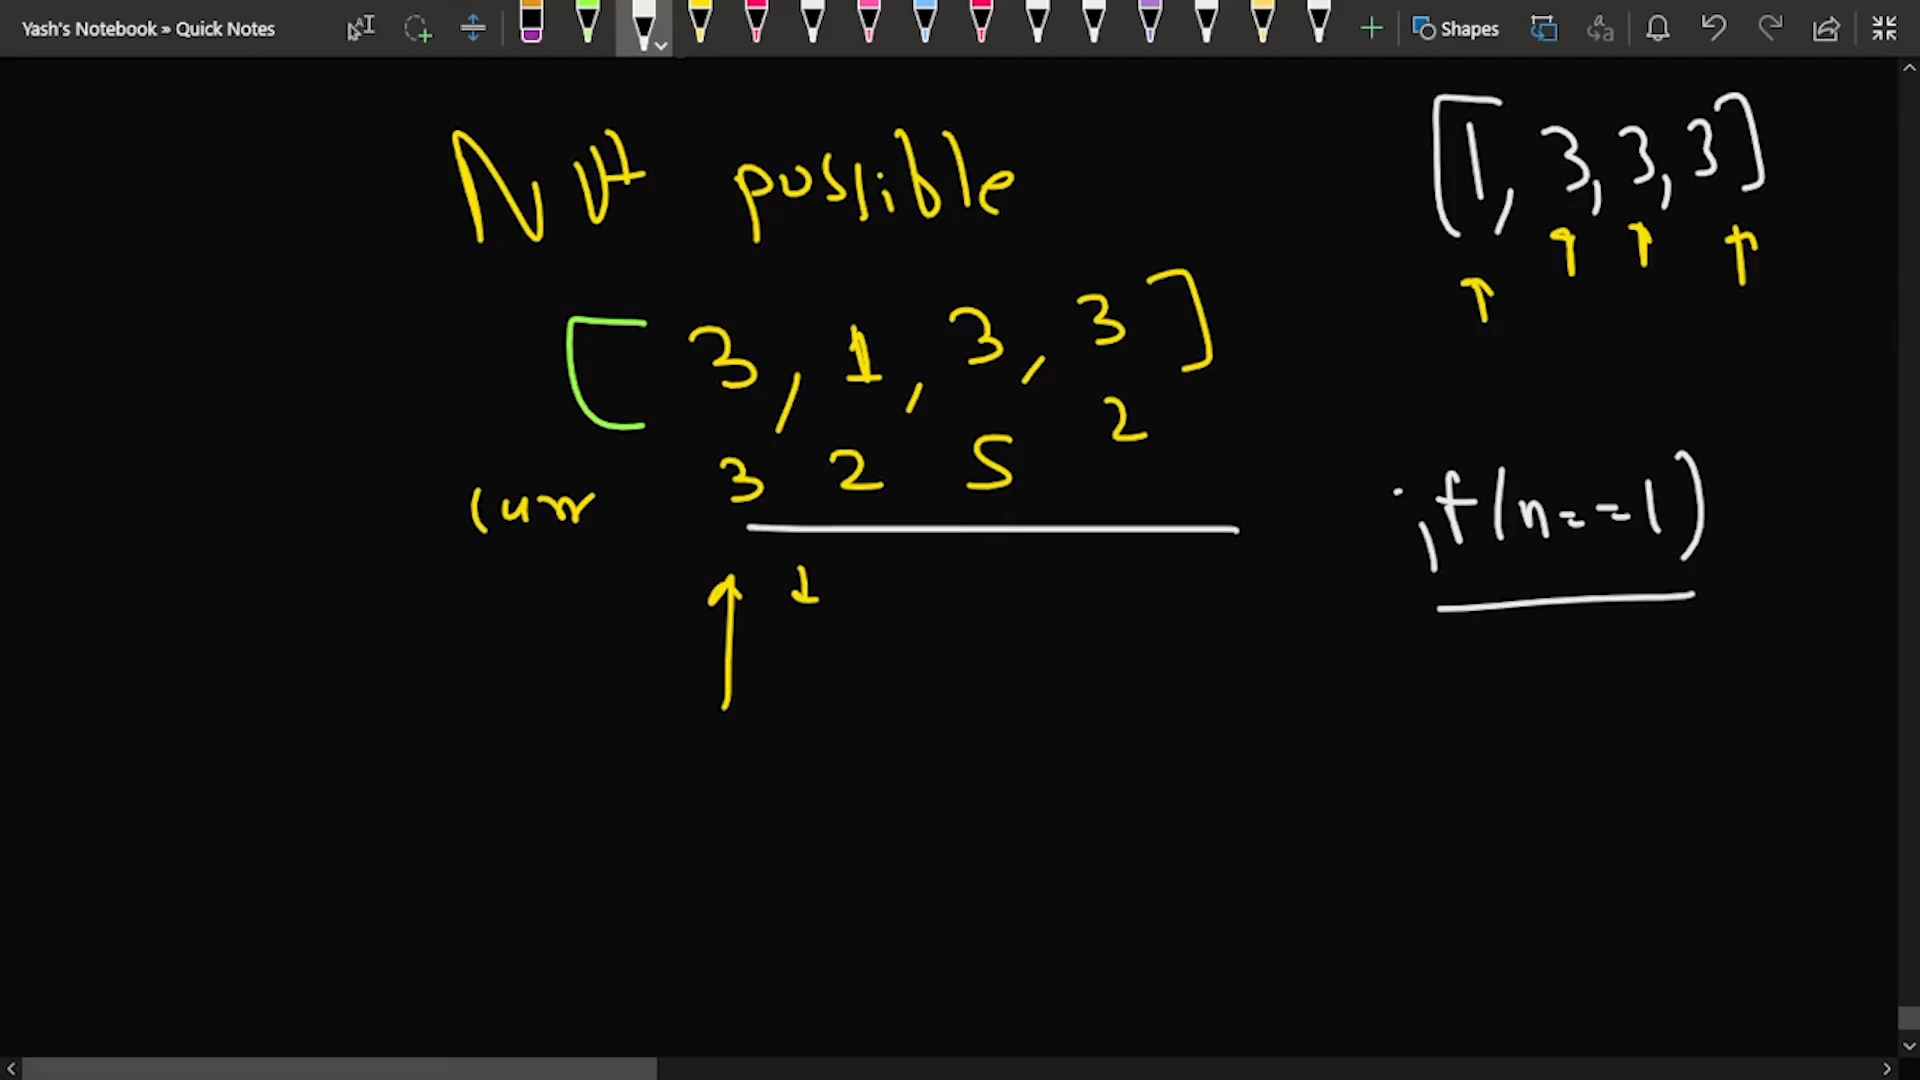 Yash's Notebook » Quick Notes
Shapes
Not possible
[1, 3, 3, 3]
[3, 1, 3, 3]
curr 3 2 5 2
if(n==1)
1